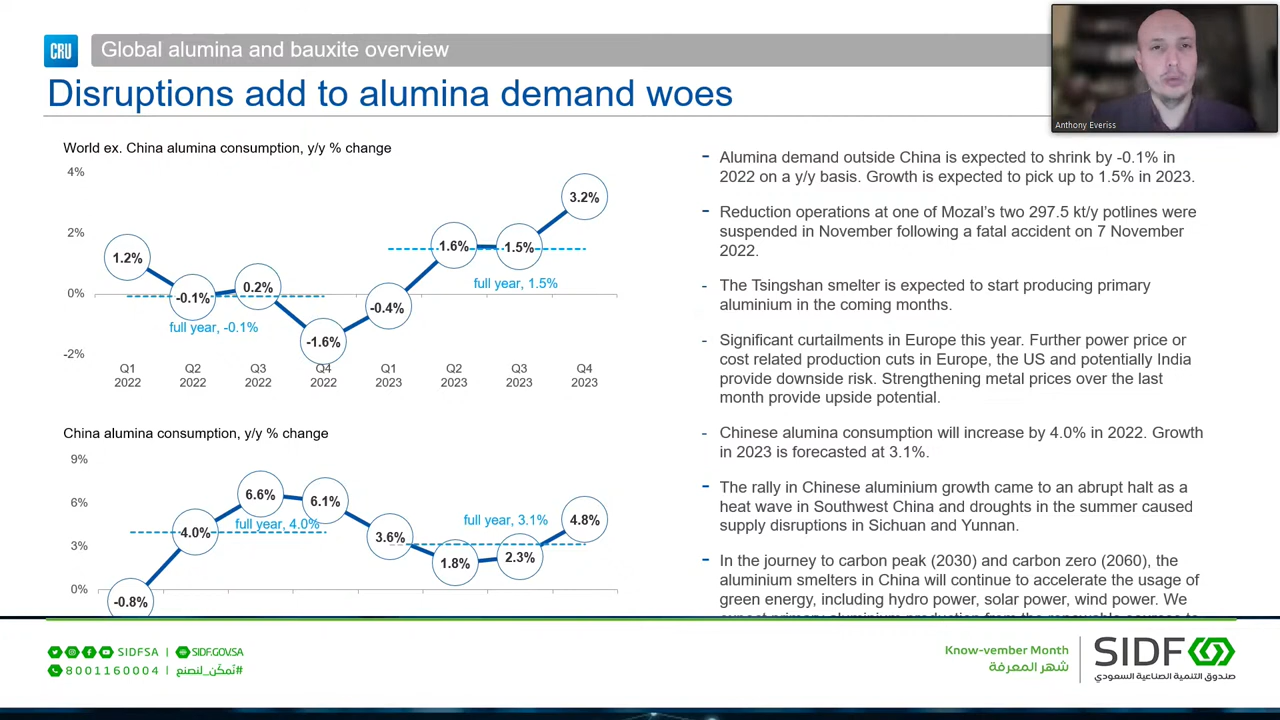 CRU
Global alumina and bauxite overview
Disruptions add to alumina demand woes
Anthony Everiss
World ex. China alumina consumption, y/y % change
4%
2%
0%
-2%
1.2%
-0.1%
0.2%
-1.6%
-0.4%
1.6%
1.5%
3.2%
full year, -0.1%
full year, 1.5%
Q1 Q2 Q3 Q4 Q1 Q2 Q3 Q4
2022 2022 2022 2022 2023 2023 2023 2023
China alumina consumption, y/y % change
9%
6%
3%
0%
-0.8%
4.0%
6.6%
6.1%
3.6%
1.8%
2.3%
4.8%
full year, 4.0%
full year, 3.1%
- Alumina demand outside China is expected to shrink by -0.1% in
2022 on a y/y basis. Growth is expected to pick up to 1.5% in 2023.
- Reduction operations at one of Mozal's two 297.5 kt/y potlines were
suspended in November following a fatal accident on 7 November
2022.
- The Tsingshan smelter is expected to start producing primary
aluminium in the coming months.
- Significant curtailments in Europe this year. Further power price or
cost related production cuts in Europe, the US and potentially India
provide downside risk. Strengthening metal prices over the last
month provide upside potential.
- Chinese alumina consumption will increase by 4.0% in 2022. Growth
in 2023 is forecasted at 3.1%.
- The rally in Chinese aluminium growth came to an abrupt halt as a
heat wave in Southwest China and droughts in the summer caused
supply disruptions in Sichuan and Yunnan.
- In the journey to carbon peak (2030) and carbon zero (2060), the
aluminium smelters in China will continue to accelerate the usage of
green energy, including hydro power, solar power, wind power. We
SIDFSA | SIDF.GOV.SA
8001160004 | #نُمكّن_لنصنع
Know-vember Month
شهر المعرفة
SIDF
صندوق التنمية الصناعية السعودي